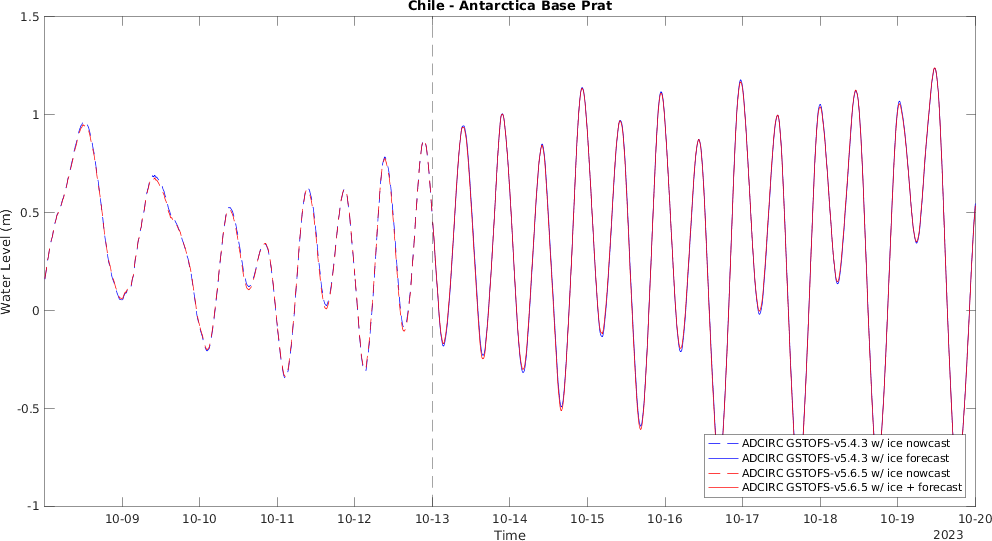 Chile - Antarctica Base Prat
1.5
1
0.5
0
-0.5
-1
Water Level (m)
10-09 10-10 10-11 10-12 10-13 10-14 10-15 10-16 10-17 10-18 10-19 10-20
Time
2023
ADCIRC GSTOFS-v5.4.3 w/ ice nowcast
ADCIRC GSTOFS-v5.4.3 w/ ice forecast
ADCIRC GSTOFS-v5.6.5 w/ ice nowcast
ADCIRC GSTOFS-v5.6.5 w/ ice + forecast